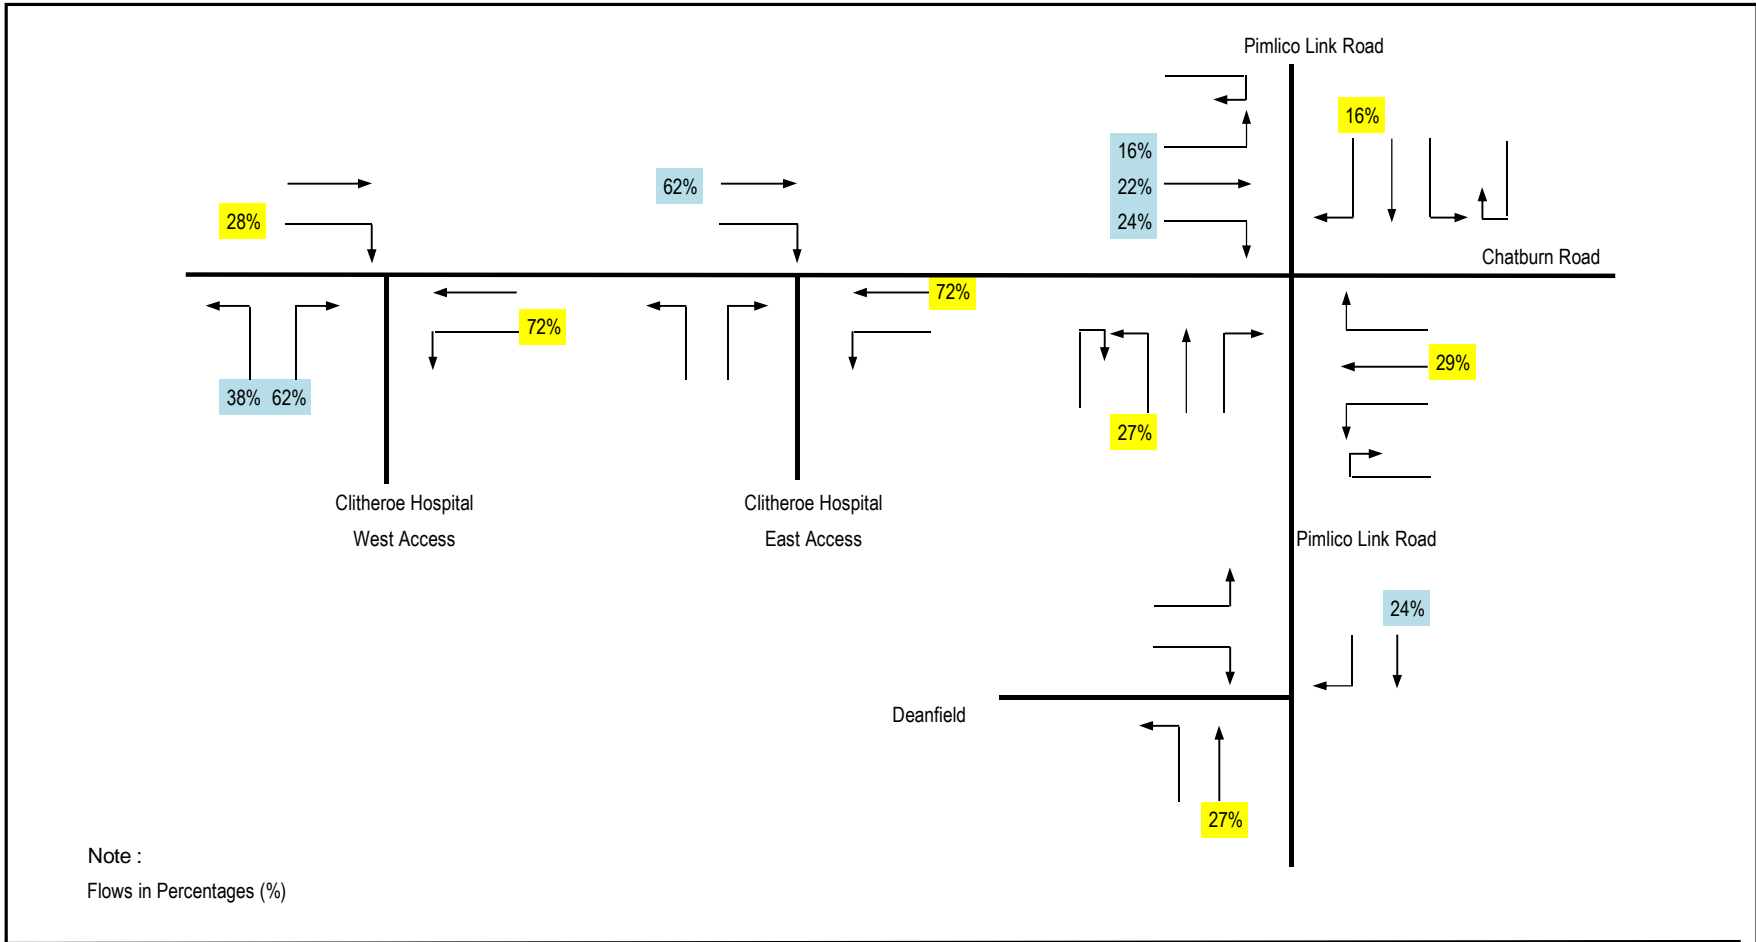 Pimlico Link Road
16%
16%
62%
22%
28%
24%
Chatburn Road
72%
72%
29%
38% 62%
27%
Clitheroe Hospital
West Access
Clitheroe Hospital
East Access
Pimlico Link Road
24%
Deanfield
27%
Note :
Flows in Percentages (%)